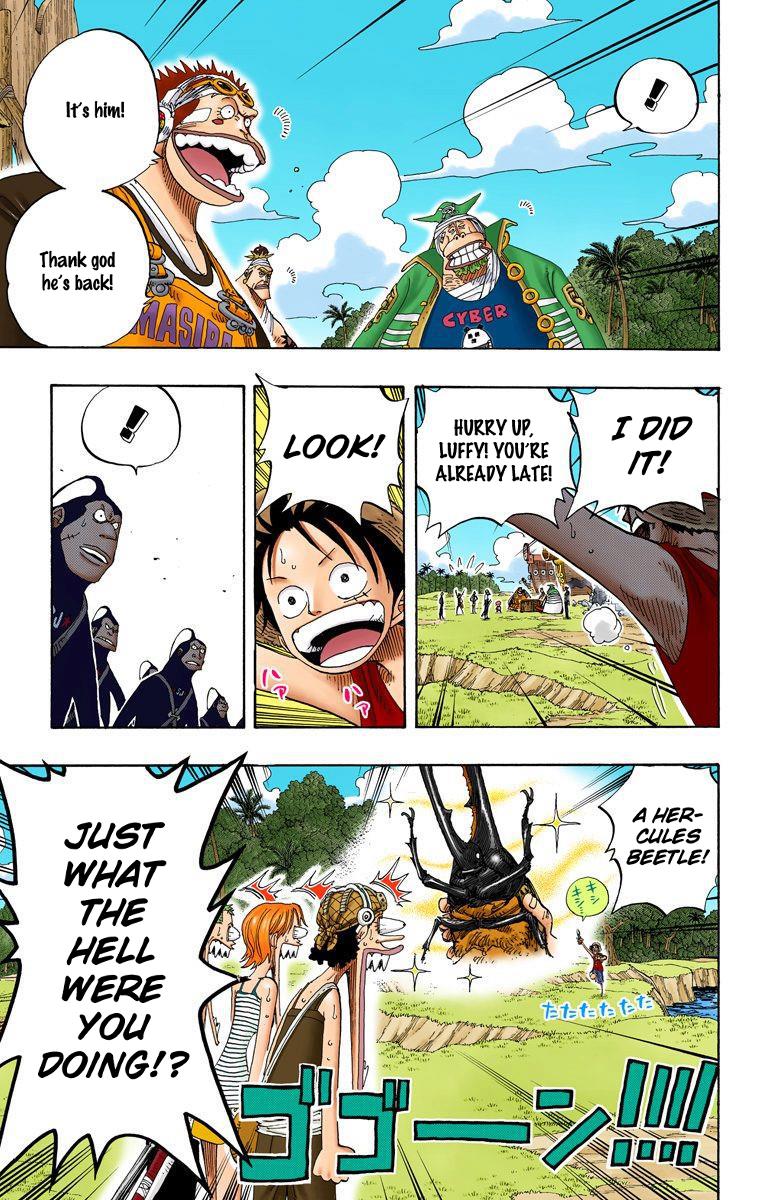 !
It's him!
Thank god
he's back!
MASIRA
CYBER
I DID
IT!
HURRY UP,
LUFFY! YOU'RE
ALREADY LATE!
LOOK!
ハァ
ハァ
!
A HER-
CULES
BEETLE!
キシ
キシ…
たたたたたた
JUST
WHAT
THE
HELL
WERE
YOU
DOING!?
ゴゴーン!!!!